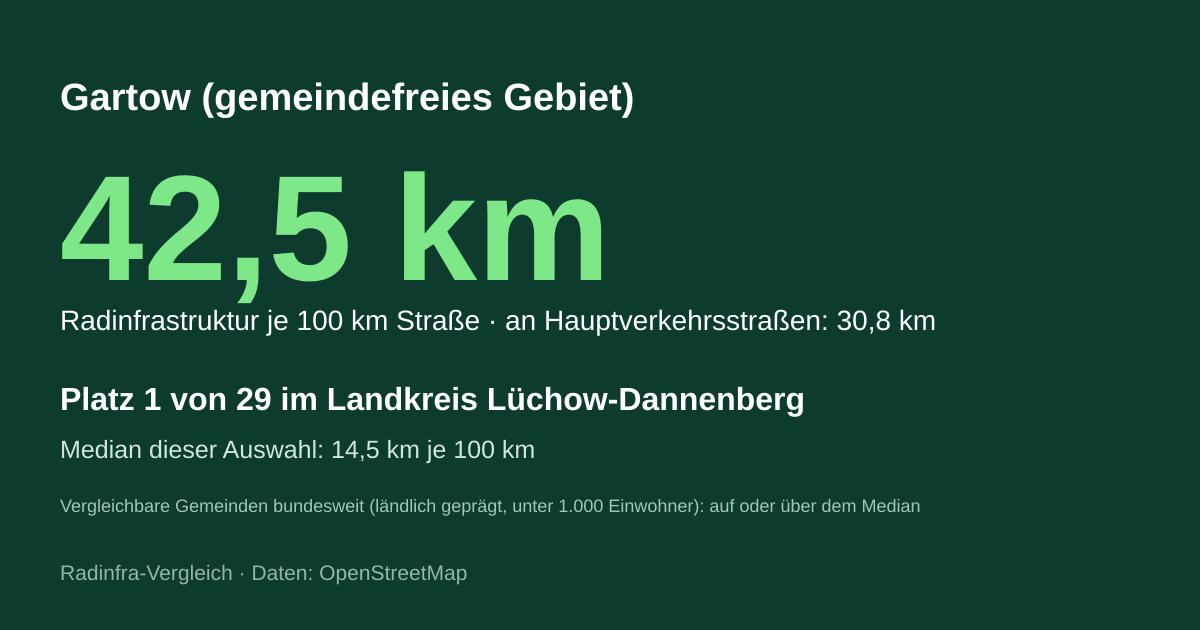 Gartow (gemeindefreies Gebiet)
42,5 km
Radinfrastruktur je 100 km Straße · an Hauptverkehrsstraßen: 30,8 km
Platz 1 von 29 im Landkreis Lüchow-Dannenberg
Median dieser Auswahl: 14,5 km je 100 km
Vergleichbare Gemeinden bundesweit (ländlich geprägt, unter 1.000 Einwohner): auf oder über dem Median
Radinfra-Vergleich · Daten: OpenStreetMap